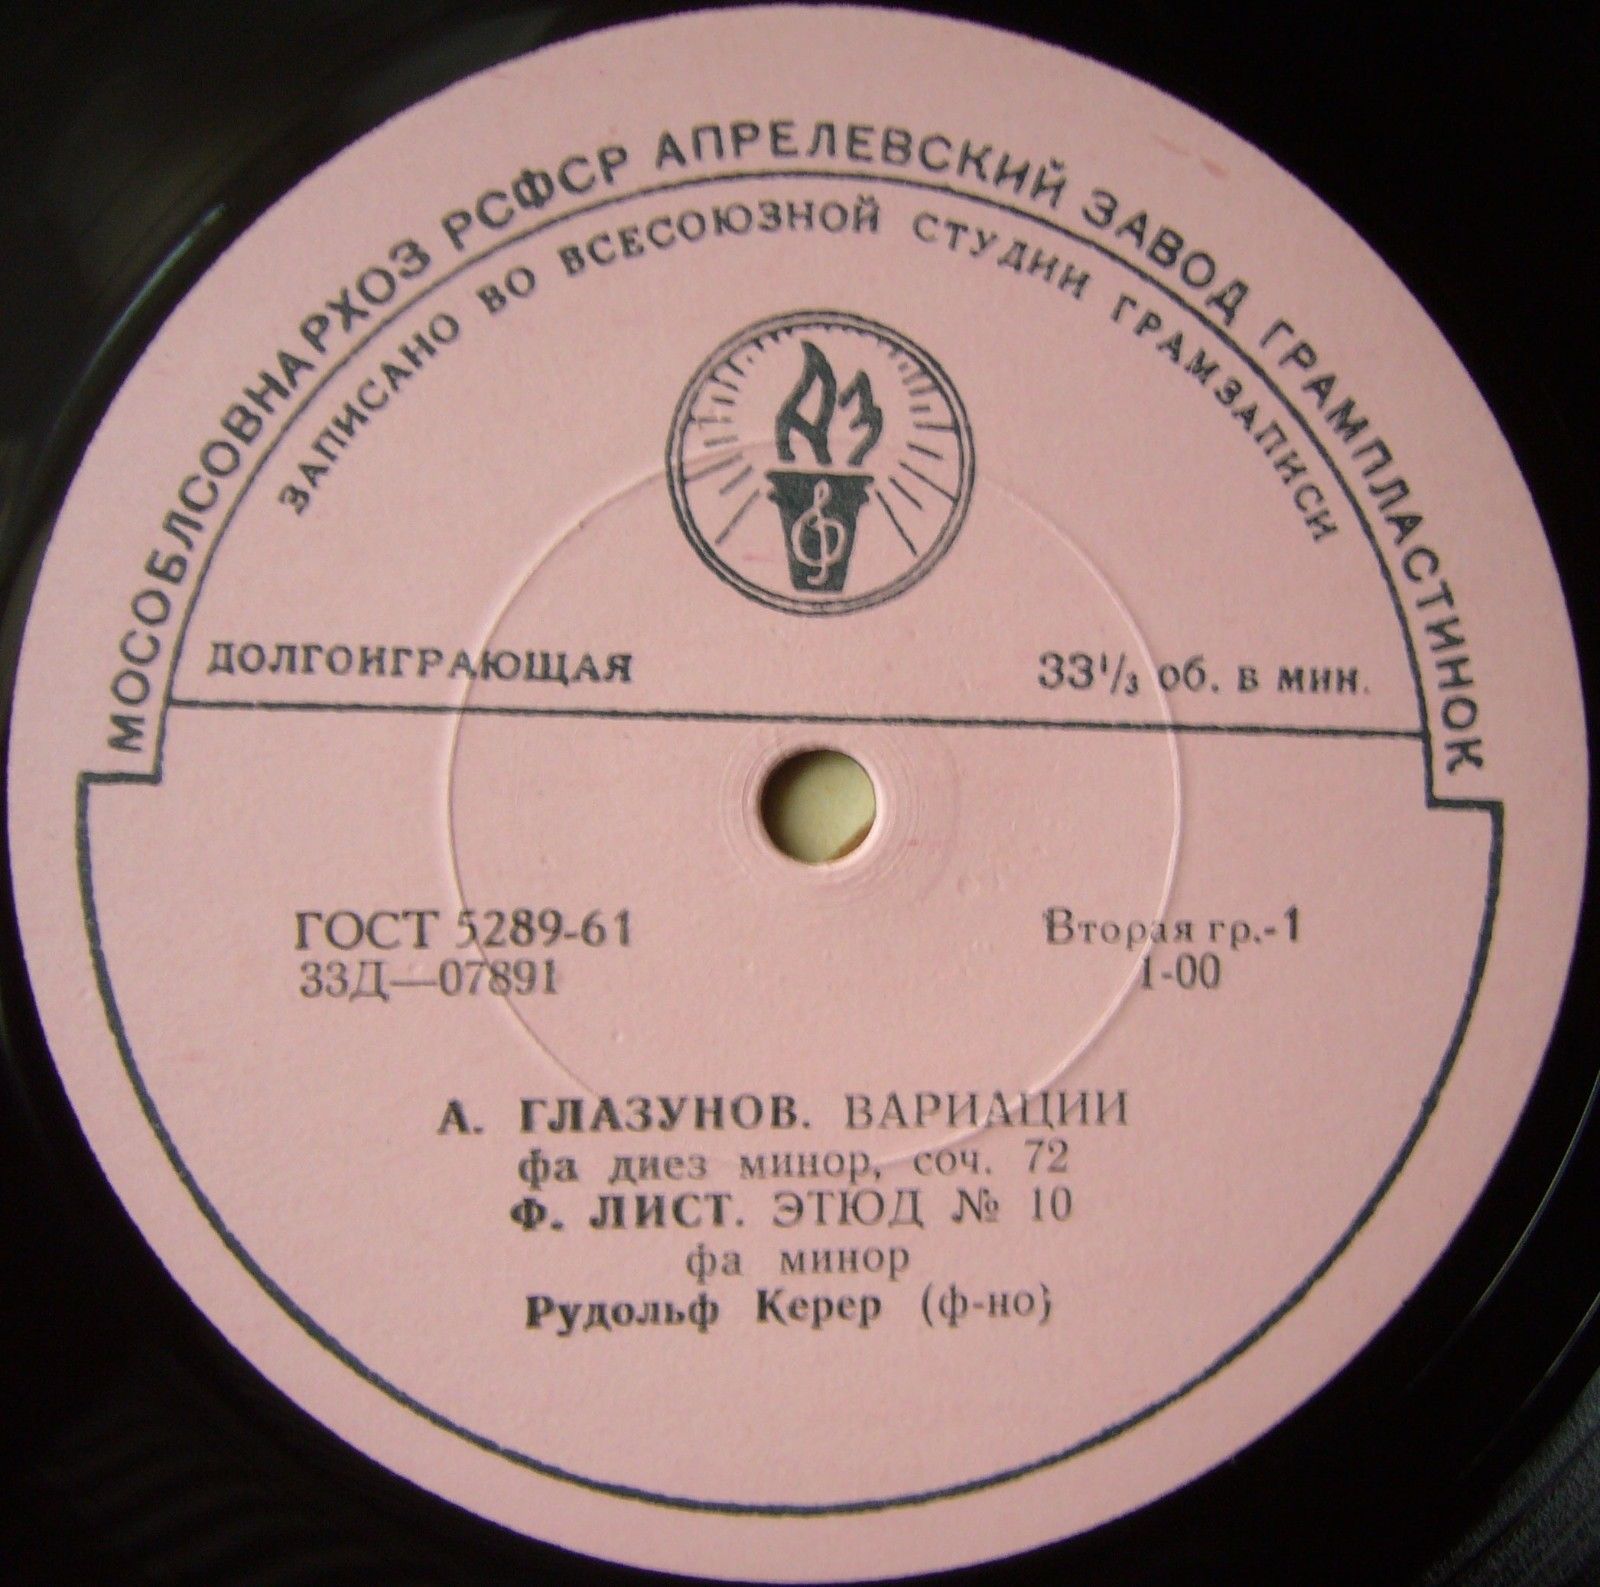 МОСОБЛСОВНАРХОЗ РСФСР АПРЕЛЕВСКИЙ ЗАВОД ГРАМПЛАСТИНОК
ЗАПИСАНО ВО ВСЕСОЮЗНОЙ СТУДИИ ГРАМЗАПИСИ
АЗ
ДОЛГОИГРАЮЩАЯ 33 1/3 об. в мин.
ГОСТ 5289-61 Вторая гр.-1
33Д—07891 1-00
А. ГЛАЗУНОВ. ВАРИАЦИИ
фа диез минор, соч. 72
Ф. ЛИСТ. ЭТЮД № 10
фа минор
Рудольф Керер (ф-но)